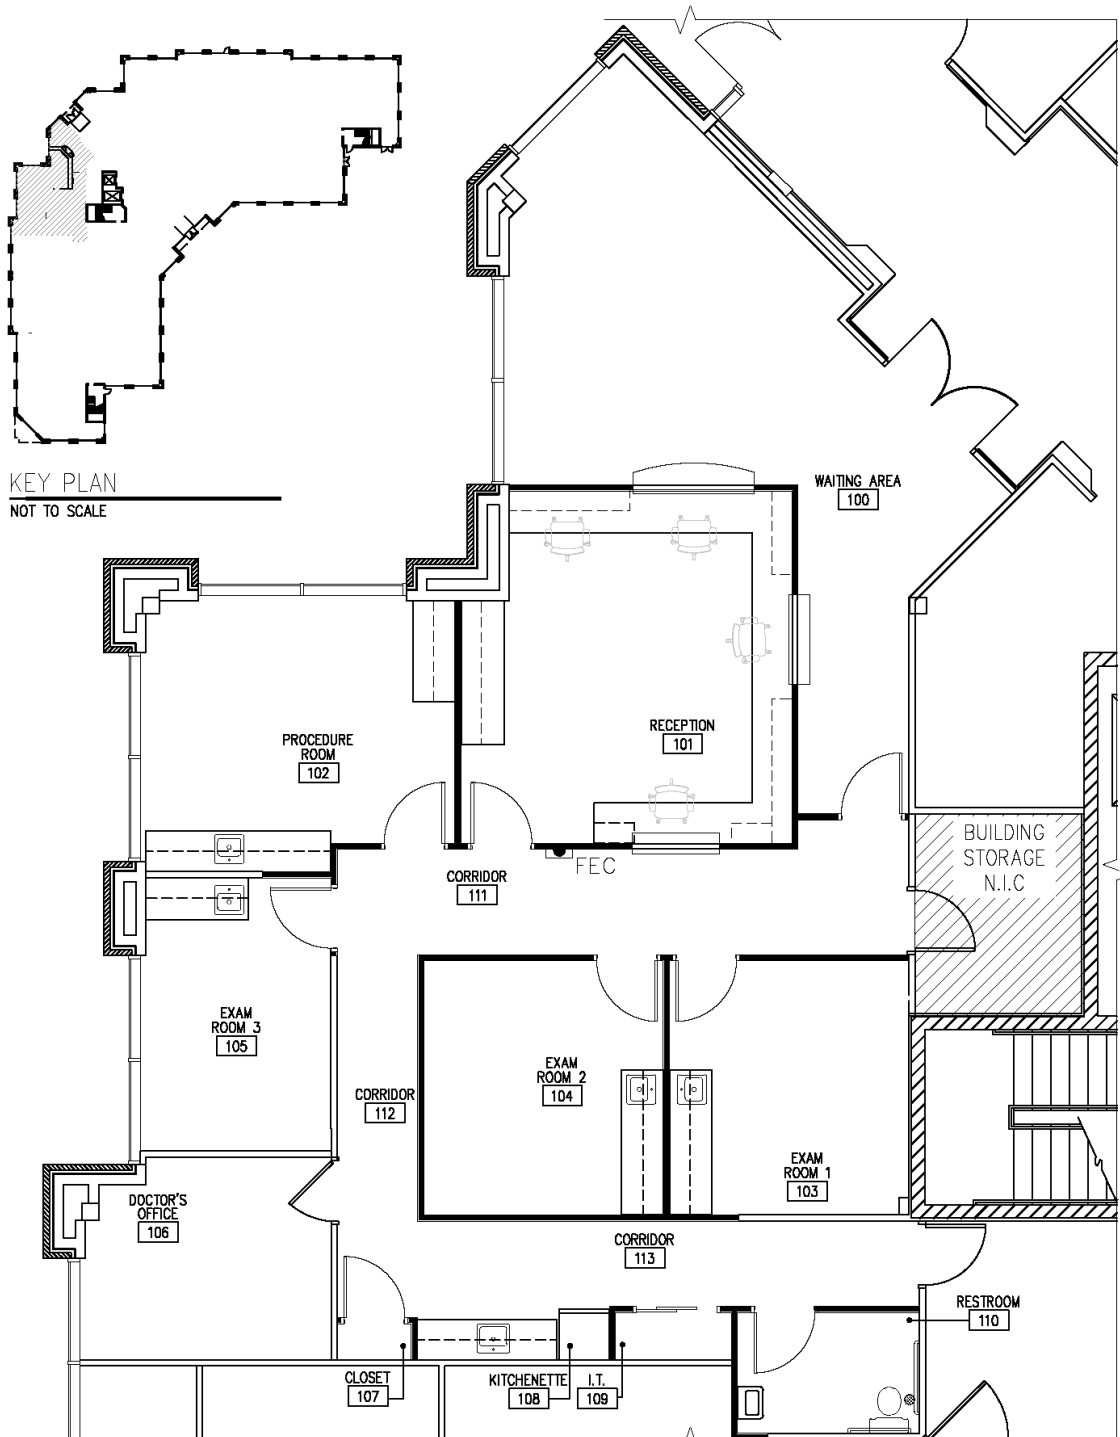 KEY PLAN
NOT TO SCALE
WAITING AREA
100
RECEPTION
101
PROCEDURE
ROOM
102
BUILDING
STORAGE
N.I.C
FEC
CORRIDOR
111
EXAM
ROOM 3
105
EXAM
ROOM 2
104
CORRIDOR
112
EXAM
ROOM 1
103
DOCTOR'S
OFFICE
106
CORRIDOR
113
RESTROOM
110
CLOSET
107
KITCHENETTE
108
I.T.
109